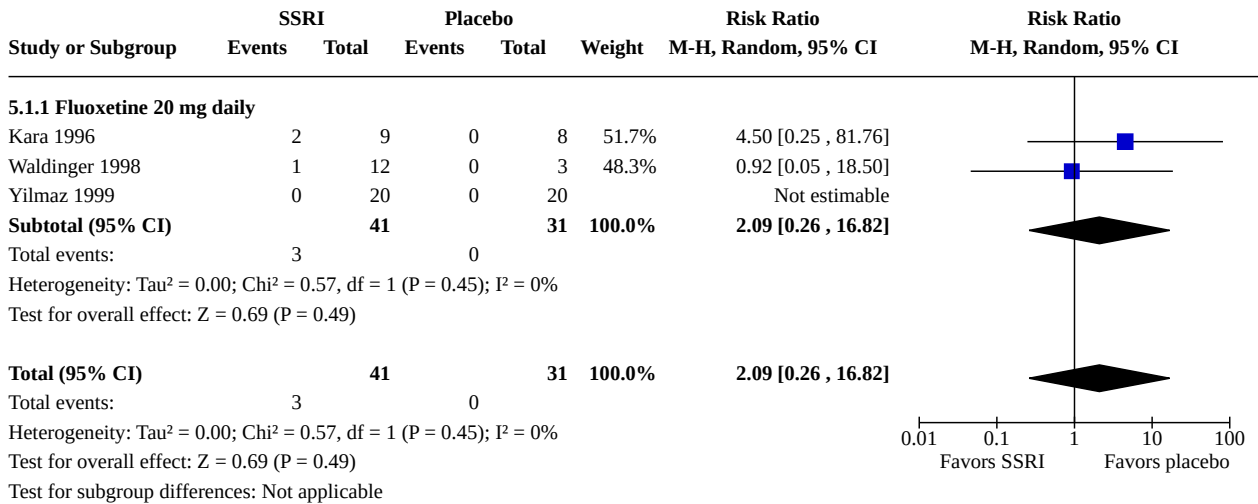 SSRI Placebo Risk Ratio Risk Ratio
Study or Subgroup Events Total Events Total Weight M-H, Random, 95% CI M-H, Random, 95% CI
5.1.1 Fluoxetine 20 mg daily
Kara 1996 2 9 0 8 51.7% 4.50 [0.25 , 81.76]
Waldinger 1998 1 12 0 3 48.3% 0.92 [0.05 , 18.50]
Yilmaz 1999 0 20 0 20 Not estimable
Subtotal (95% CI) 41 31 100.0% 2.09 [0.26 , 16.82]
Total events: 3 0
Heterogeneity: Tau² = 0.00; Chi² = 0.57, df = 1 (P = 0.45); I² = 0%
Test for overall effect: Z = 0.69 (P = 0.49)
Total (95% CI) 41 31 100.0% 2.09 [0.26 , 16.82]
Total events: 3 0
Heterogeneity: Tau² = 0.00; Chi² = 0.57, df = 1 (P = 0.45); I² = 0%
0.01 0.1 1 10 100
Test for overall effect: Z = 0.69 (P = 0.49)
Favors SSRI Favors placebo
Test for subgroup differences: Not applicable